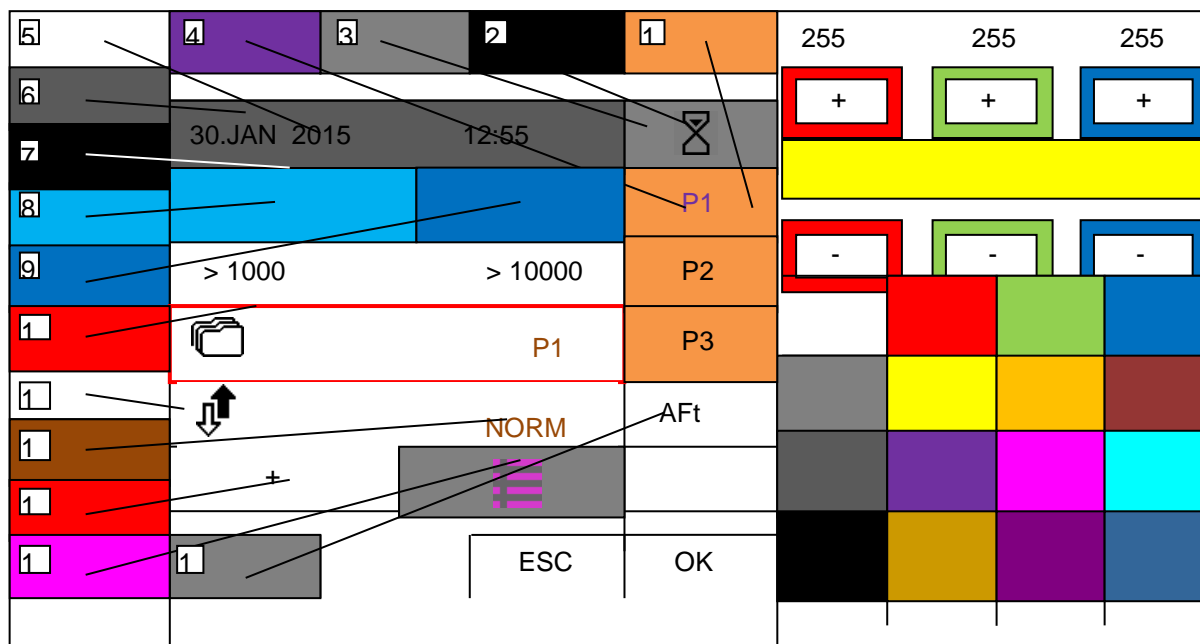 5 4 3 2 1 255 255 255
6 + + +
30.JAN 2015 12:55
7
8 P1
9 > 1000 > 10000 P2 - - -
1 P1 P3
1 AFt
1 NORM
1 +
1 1 ESC OK